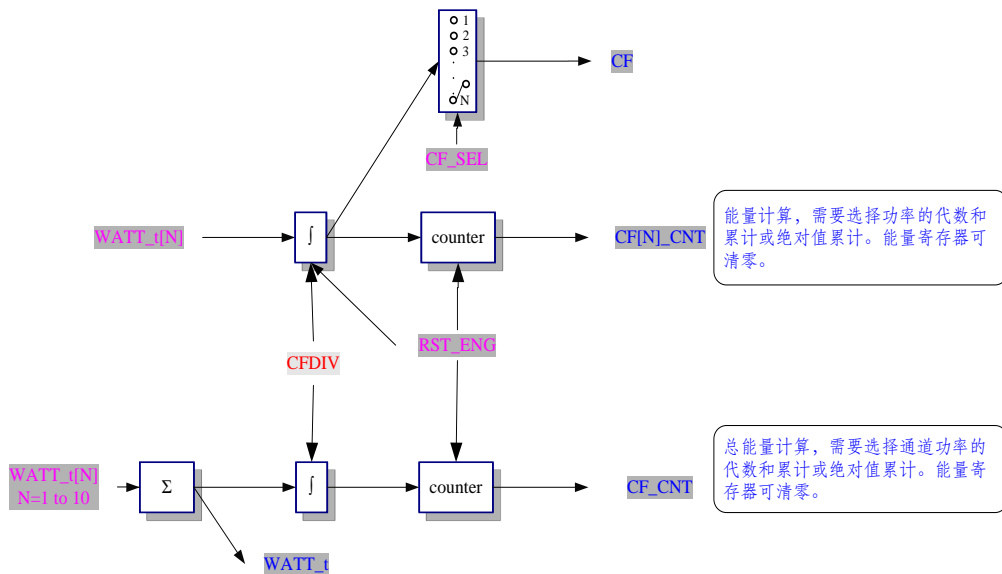 1
2
3
.
.
.
N
CF
CF_SEL
WATT_t[N]
∫
counter
CF[N]_CNT
能量计算，需要选择功率的代数和
累计或绝对值累计。能量寄存器可
清零。
CFDIV
RST_ENG
WATT_t[N]
N=1 to 10
Σ
∫
counter
CF_CNT
总能量计算，需要选择通道功率的
代数和累计或绝对值累计。能量寄
存器可清零。
WATT_t